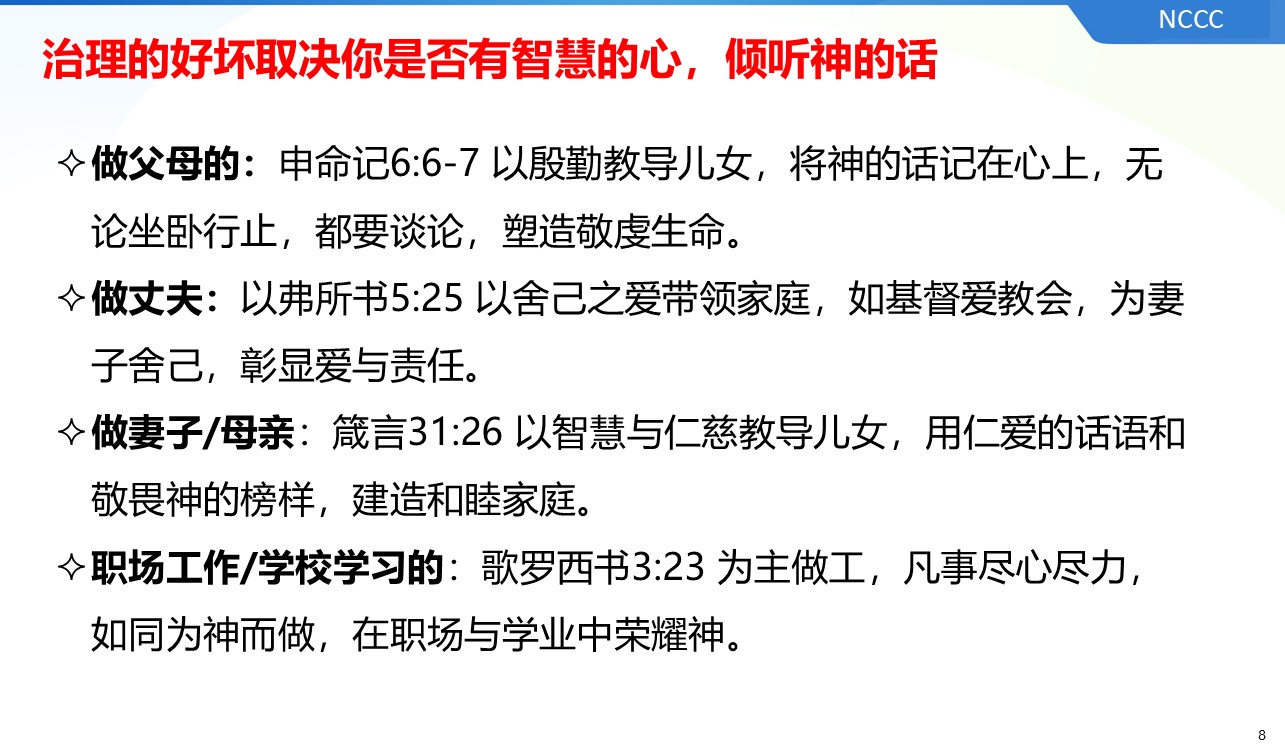 NCCC
治理的好坏取决你是否有智慧的心，倾听神的话
✧做父母的：申命记6:6-7 以殷勤教导儿女，将神的话记在心上，无
论坐卧行止，都要谈论，塑造敬虔生命。
✧做丈夫：以弗所书5:25 以舍己之爱带领家庭，如基督爱教会，为妻
子舍己，彰显爱与责任。
✧做妻子/母亲：箴言31:26 以智慧与仁慈教导儿女，用仁爱的话语和
敬畏神的榜样，建造和睦家庭。
✧职场工作/学校学习的：歌罗西书3:23 为主做工，凡事尽心尽力，
如同为神而做，在职场与学业中荣耀神。
8